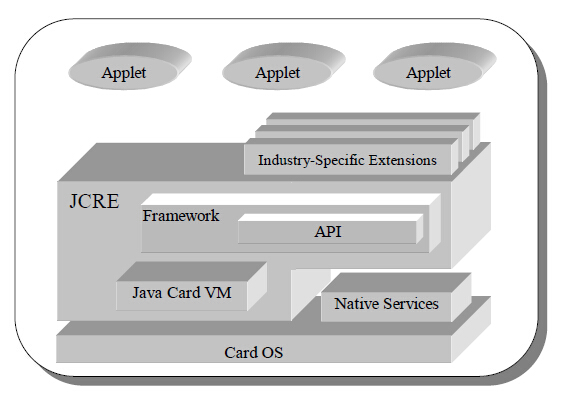 Applet
Applet
Applet
Industry-Specific Extensions
JCRE
Framework
API
Java Card VM
Native Services
Card OS